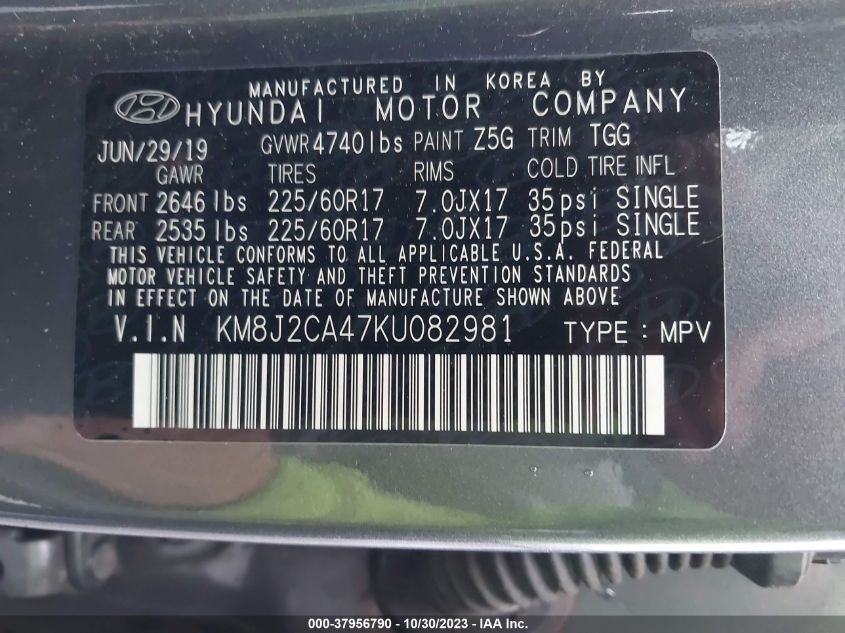 MANUFACTURED IN KOREA BY
HYUNDAI MOTOR COMPANY
JUN/29/19 GVWR 4740lbs PAINT Z5G TRIM TGG
GAWR TIRES RIMS COLD TIRE INFL
FRONT 2646lbs 225/60R17 7.0JX17 35psi SINGLE
REAR 2535lbs 225/60R17 7.0JX17 35psi SINGLE
THIS VEHICLE CONFORMS TO ALL APPLICABLE U.S.A. FEDERAL
MOTOR VEHICLE SAFETY AND THEFT PREVENTION STANDARDS
IN EFFECT ON THE DATE OF MANUFACTURE SHOWN ABOVE
V.I.N KM8J2CA47KU082981 TYPE : MPV
000-37956790 - 10/30/2023 - IAA Inc.